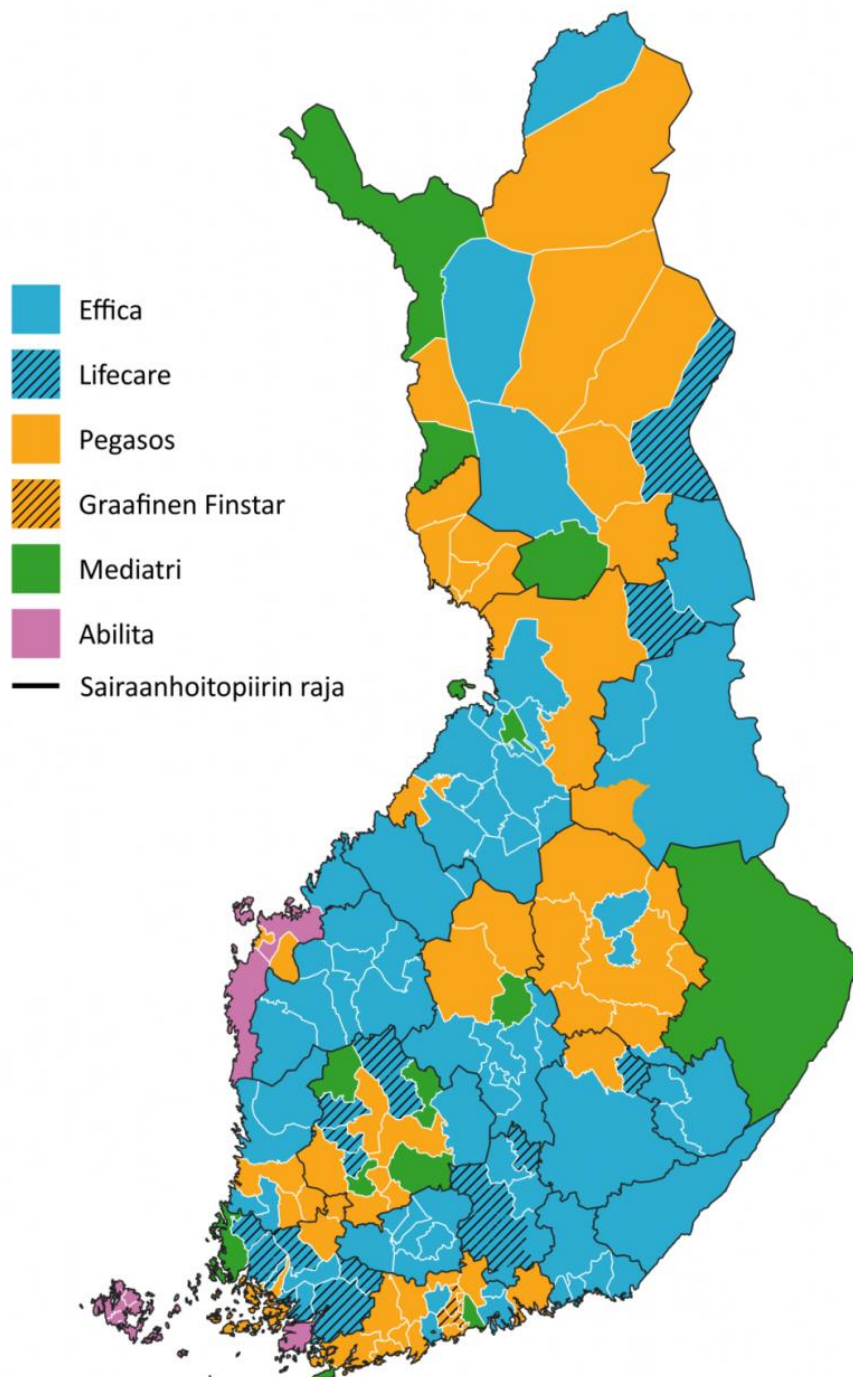 Effica
Lifecare
Pegasos
Graafinen Finstar
Mediatri
Abilita
Sairaanhoitopiirin raja